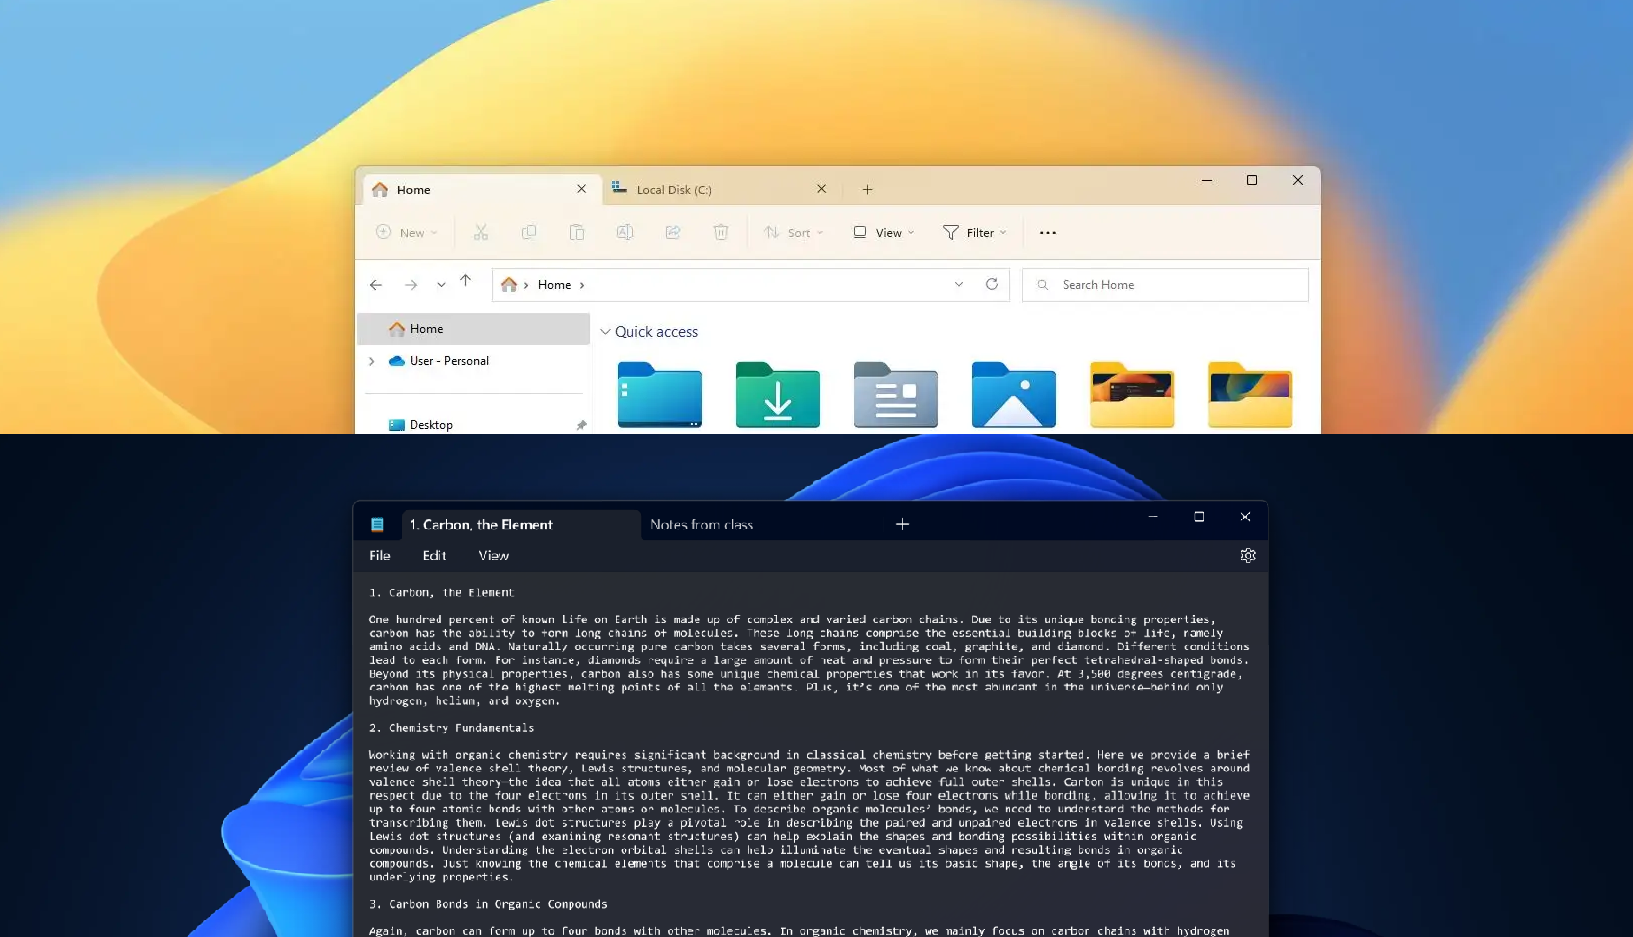 Home
Local Disk (C:)
New
Sort
View
Filter
Home
Search Home
Home
Quick access
User - Personal
Desktop
1. Carbon, the Element
Notes from class
File Edit View
1. Carbon, the Element
One hundred percent of known life on Earth is made up of complex and varied carbon chains. Due to its unique bonding properties,
carbon has the ability to form long chains of molecules. These long chains comprise the essential building blocks of life, namely
amino acids and DNA. Naturally occurring pure carbon takes several forms, including coal, graphite, and diamond. Different conditions
lead to each form. For instance, diamonds require a large amount of heat and pressure to form their perfect tetrahedral-shaped bonds.
Beyond its physical properties, carbon also has some unique chemical properties that work in its favor. At 3,500 degrees centigrade,
carbon has one of the highest melting points of all the elements. Plus, it's one of the most abundant in the universe—behind only
hydrogen, helium, and oxygen.
2. Chemistry Fundamentals
Working with organic chemistry requires significant background in classical chemistry before getting started. Here we provide a brief
review of valence shell theory, Lewis structures, and molecular geometry. Most of what we know about chemical bonding revolves around
valence shell theory—the idea that all atoms either gain or lose electrons to achieve full outer shells. Carbon is unique in this
respect due to the four electrons in its outer shell. It can either gain or lose four electrons while bonding, allowing it to achieve
up to four atomic bonds with other atoms or molecules. To describe organic molecules' bonds, we need to understand the methods for
transcribing them. Lewis dot structures play a pivotal role in describing the paired and unpaired electrons in valence shells. Using
Lewis dot structures (and examining resonant structures) can help explain the shapes and bonding possibilities within organic
compounds. Understanding the electron orbital shells can help illuminate the eventual shapes and resulting bonds in organic
compounds. Just knowing the chemical elements that comprise a molecule can tell us its basic shape, the angle of its bonds, and its
underlying properties.
3. Carbon Bonds in Organic Compounds
Again, carbon can form up to four bonds with other molecules. In organic chemistry, we mainly focus on carbon chains with hydrogen